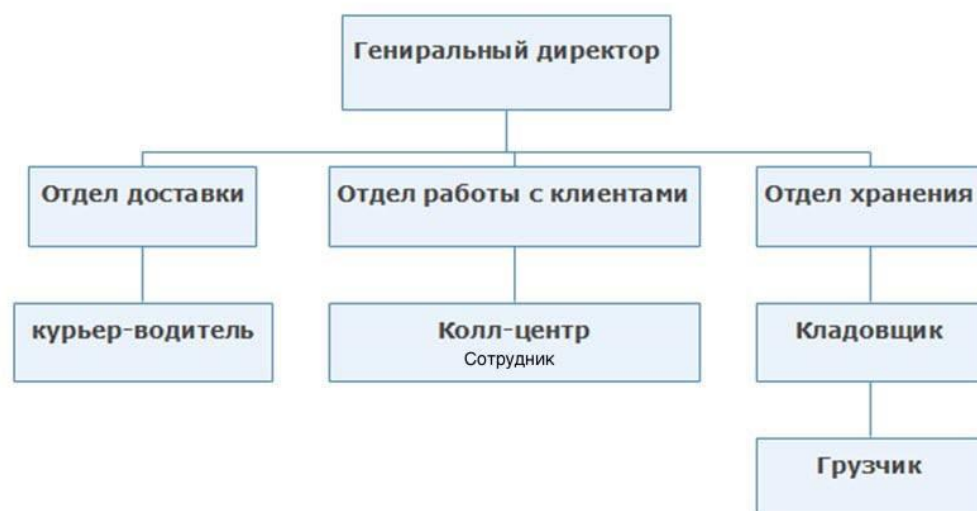 Гениральный директор
Отдел доставки
Отдел работы с клиентами
Отдел хранения
курьер-водитель
Колл-центр
Сотрудник
Кладовщик
Грузчик